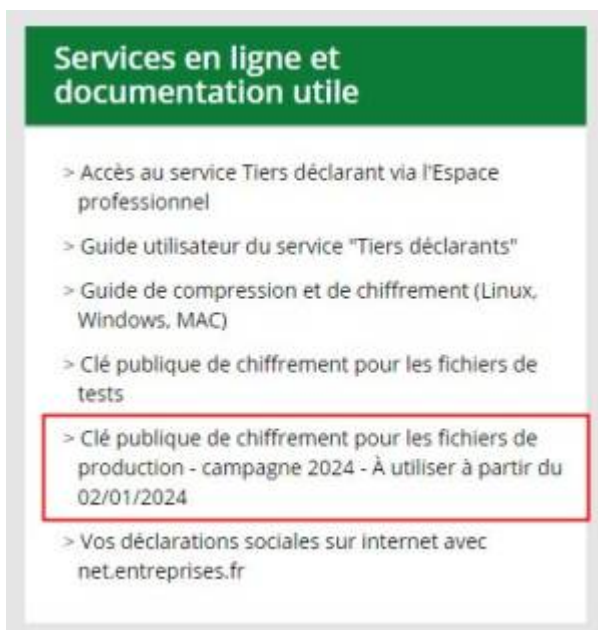 Services en ligne et
documentation utile
> Accès au service Tiers déclarant via l'Espace
professionnel
> Guide utilisateur du service "Tiers déclarants"
> Guide de compression et de chiffrement (Linux,
Windows, MAC)
> Clé publique de chiffrement pour les fichiers de
tests
> Clé publique de chiffrement pour les fichiers de
production - campagne 2024 - À utiliser à partir du
02/01/2024
> Vos déclarations sociales sur internet avec
net.entreprises.fr